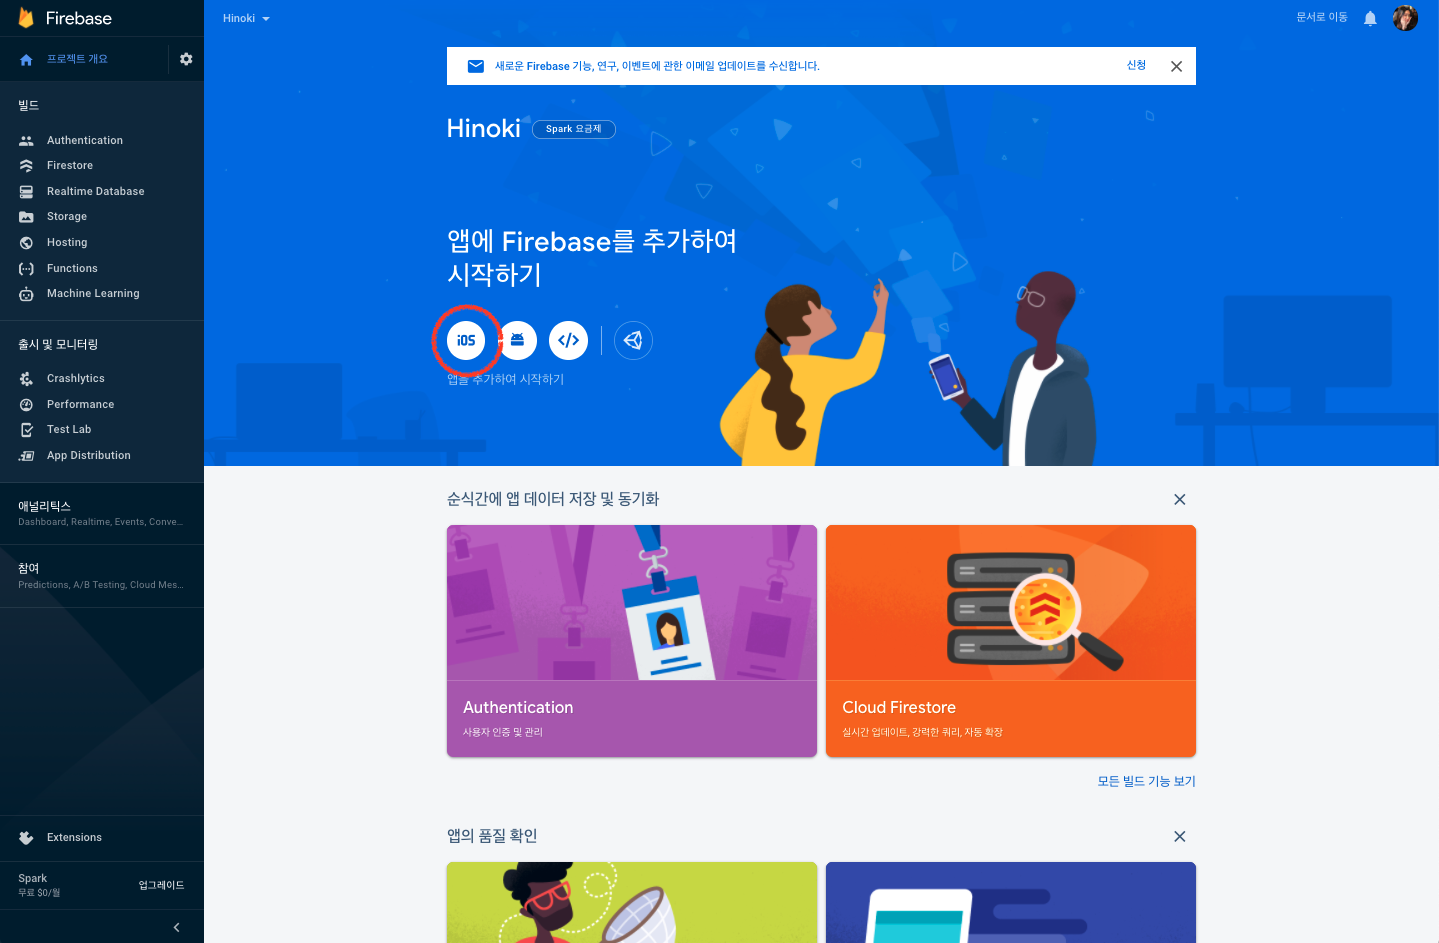 Firebase
Hinoki
문서로 이동
프로젝트 개요
새로운 Firebase 기능, 연구, 이벤트에 관한 이메일 업데이트를 수신합니다.
신청
빌드
Authentication
Firestore
Realtime Database
Storage
Hosting
Functions
Machine Learning
출시 및 모니터링
Crashlytics
Performance
Test Lab
App Distribution
애널리틱스
Dashboard, Realtime, Events, Conve...
참여
Predictions, A/B Testing, Cloud Mes...
Extensions
Spark
무료 $0/월
업그레이드
Hinoki
Spark 요금제
앱에 Firebase를 추가하여
시작하기
iOS
앱을 추가하여 시작하기
순식간에 앱 데이터 저장 및 동기화
Authentication
사용자 인증 및 관리
Cloud Firestore
실시간 업데이트, 강력한 쿼리, 자동 확장
모든 빌드 기능 보기
앱의 품질 확인